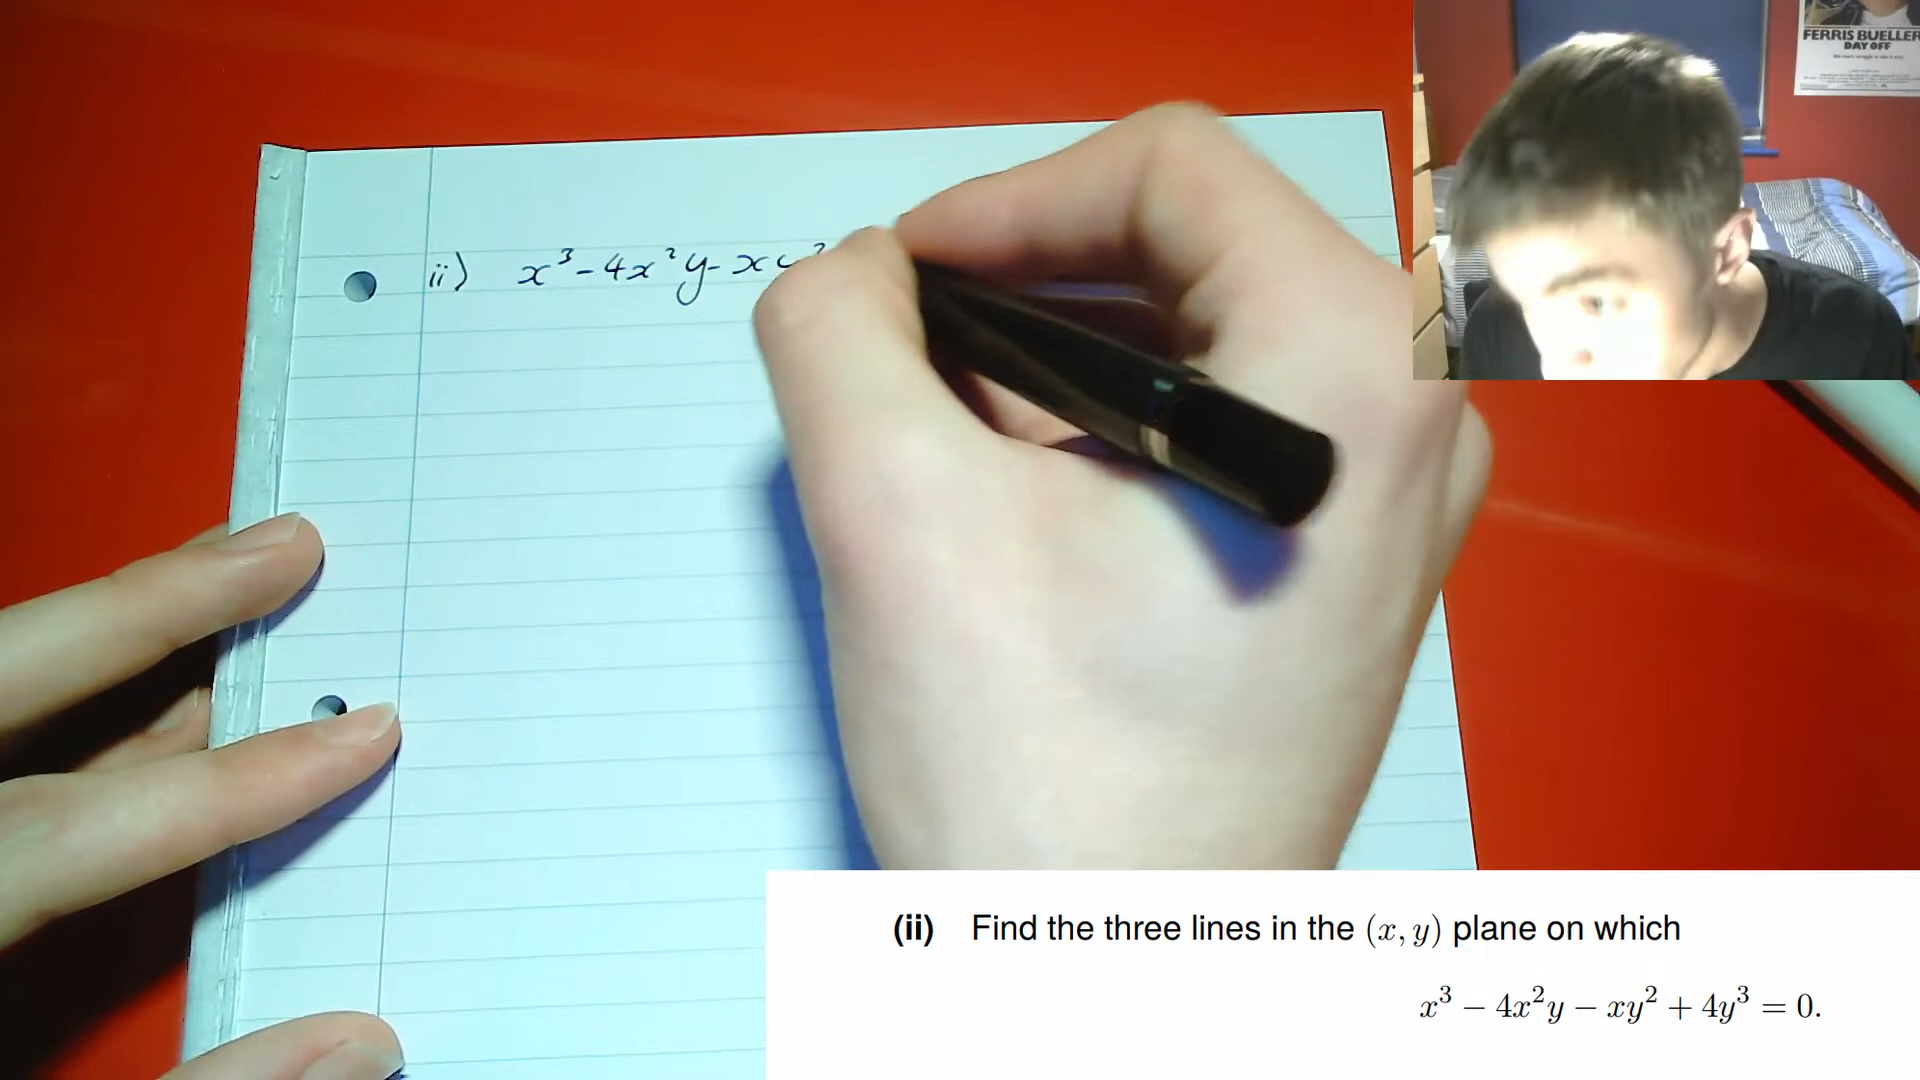 FERRIS BUELLER
DAY OFF
ii) x³ - 4x²y - xy²
(ii) Find the three lines in the (x, y) plane on which
x³ − 4x²y − xy² + 4y³ = 0.